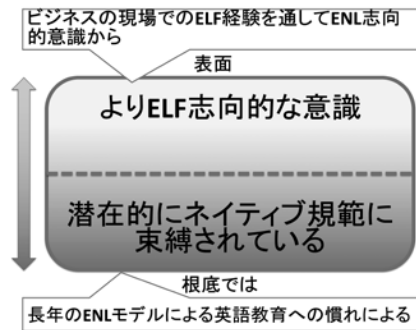 ビジネスの現場でのELF経験を通してENL志向
的意識から
表面
よりELF志向的な意識
潜在的にネイティブ規範に
束縛されている
根底では
長年のENLモデルによる英語教育への慣れによる